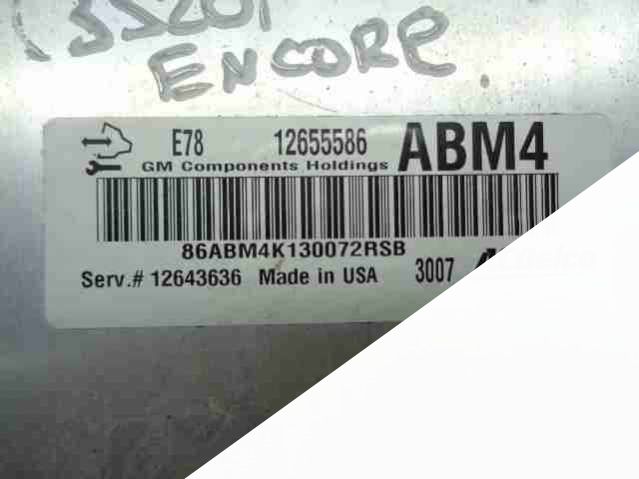 ENCORE
E78 12655586 ABM4
GM Components Holdings
86ABM4K130072RSB
Serv.# 12643636 Made in USA 3007